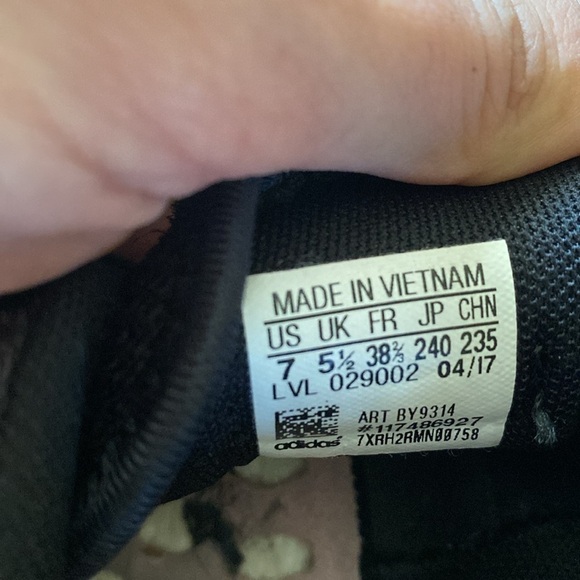 MADE IN VIETNAM
US UK FR JP CHN
7 5½ 38⅔ 240 235
LVL 029002 04/17
ART BY9314
#117486927
adidas 7XRH2RMN00758